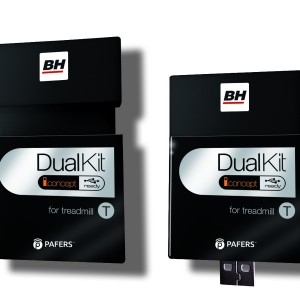 BH
DualKit
i.concept
ready
for treadmill T
PAFERS
BH
DualKit
i.concept
ready
for treadmill T
PAFERS